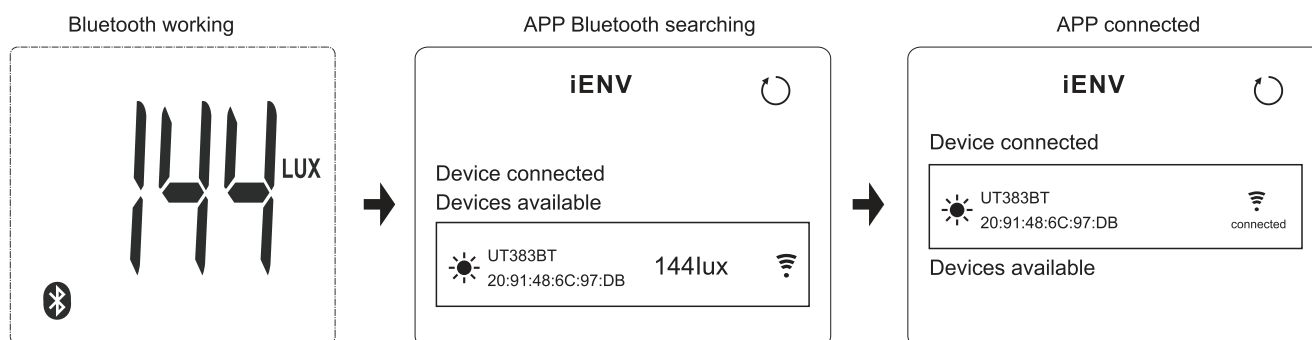 Bluetooth working
144 LUX
APP Bluetooth searching
iENV
Device connected
Devices available
UT383BT
20:91:48:6C:97:DB
144lux
APP connected
iENV
Device connected
UT383BT
20:91:48:6C:97:DB
connected
Devices available